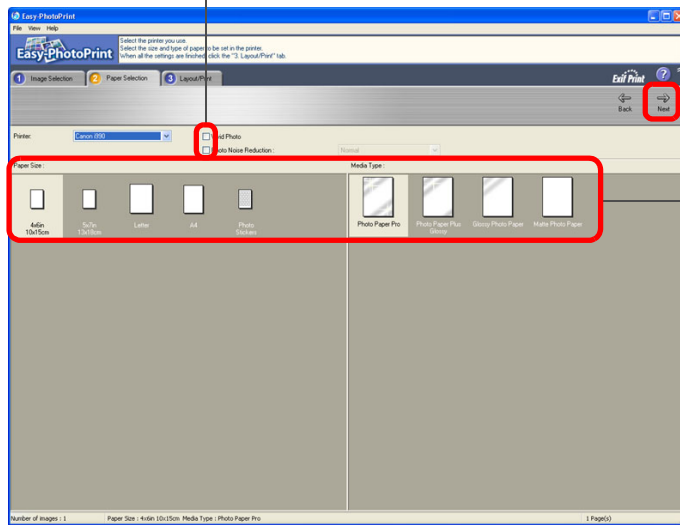 Easy-PhotoPrint
File View Help
Easy-PhotoPrint
Select the printer you use.
Select the size and type of paper to be set in the printer.
When all the settings are finished, click the "3. Layout/Print" tab.
1 Image Selection 2 Paper Selection 3 Layout/Print
Exif Print ?
Back Next
Printer: Canon i990 Vivid Photo
Photo Noise Reduction : Normal
Paper Size : Media Type :
4x6in 5x7in Letter A4 Photo Photo Paper Pro Photo Paper Plus Glossy Photo Paper Matte Photo Paper
10x15cm 13x18cm Stickers Glossy
Number of images : 1 Paper Size : 4x6in 10x15cm Media Type : Photo Paper Pro 1 Page(s)